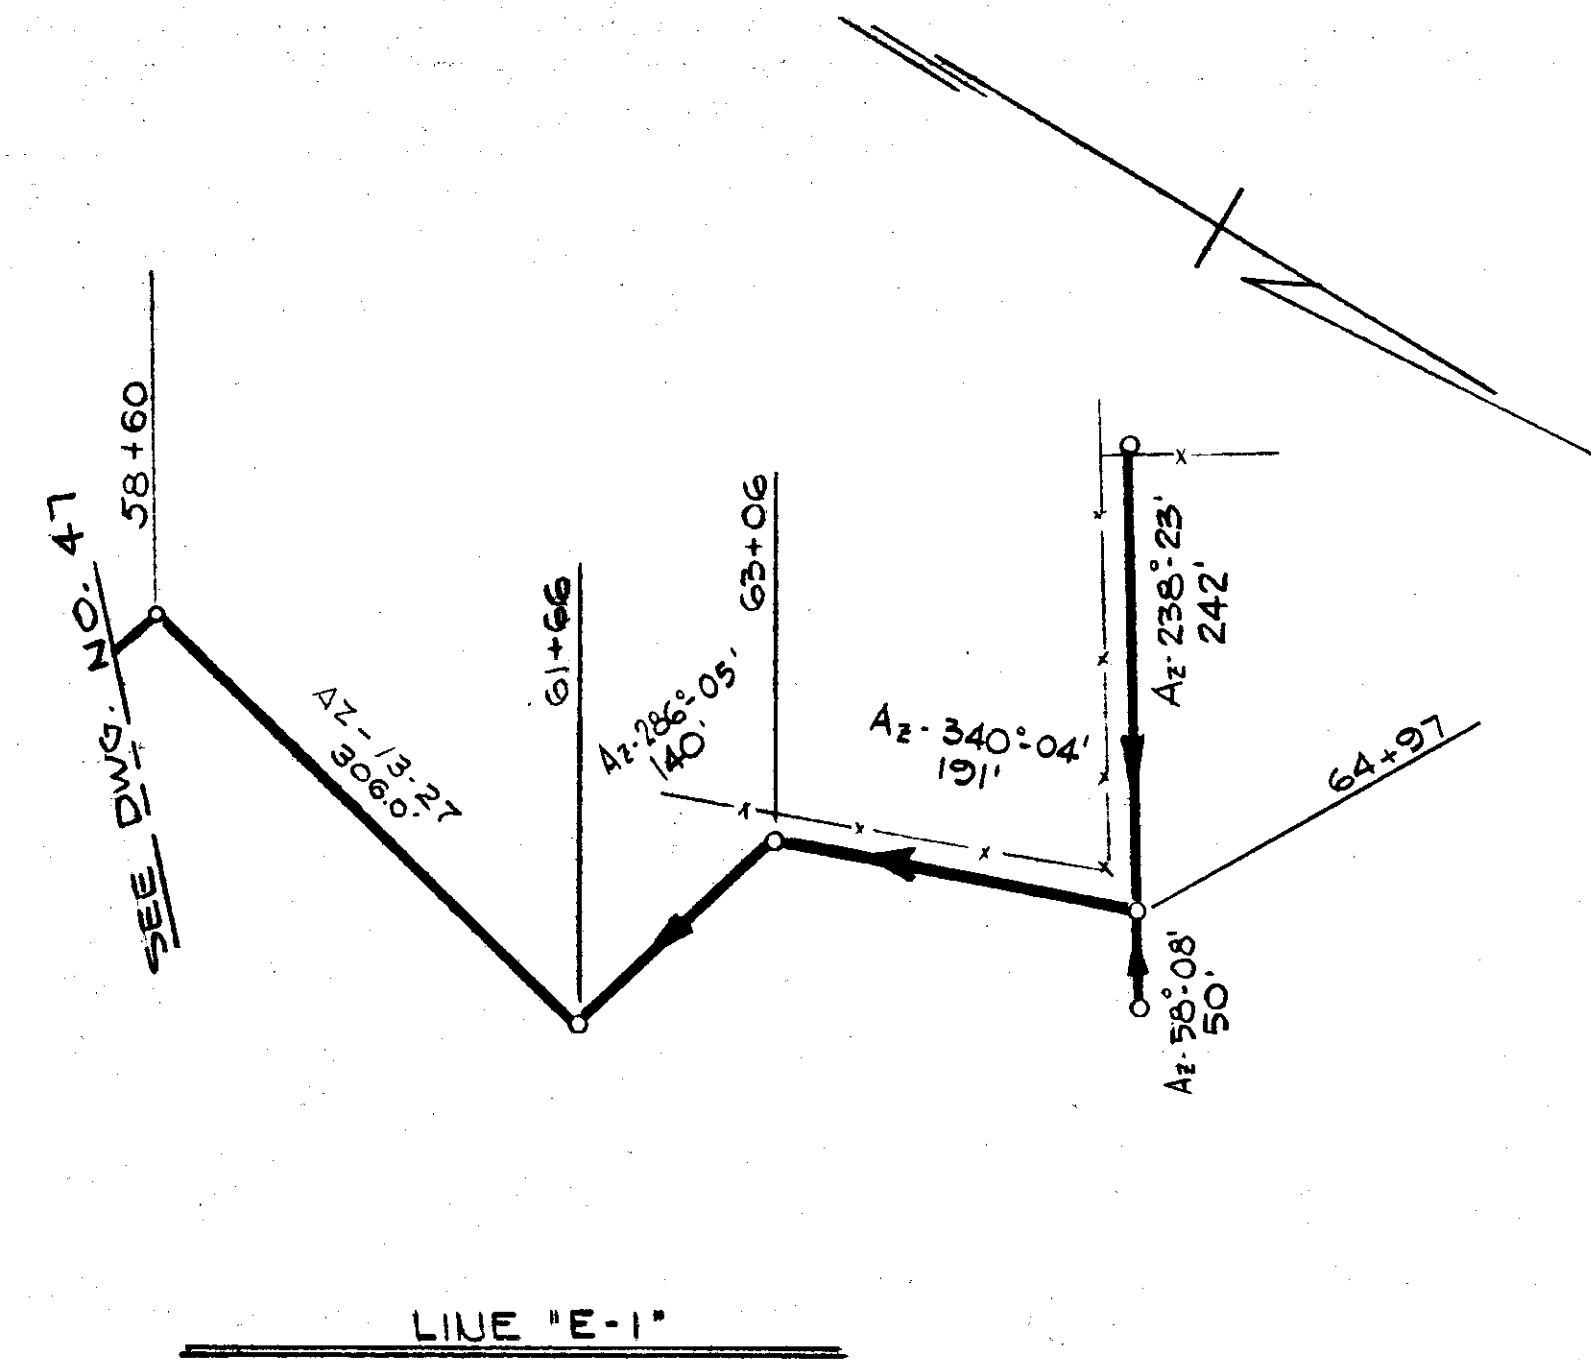 58+60
SEE DWG. NO. 47
AZ-13-27
306.0'
61+66
Az-286°-05'
140'
63+06
Az-340°-04'
191'
Az-238°-23'
242'
64+97
Az-58°-08'
50'
LINE "E-1"